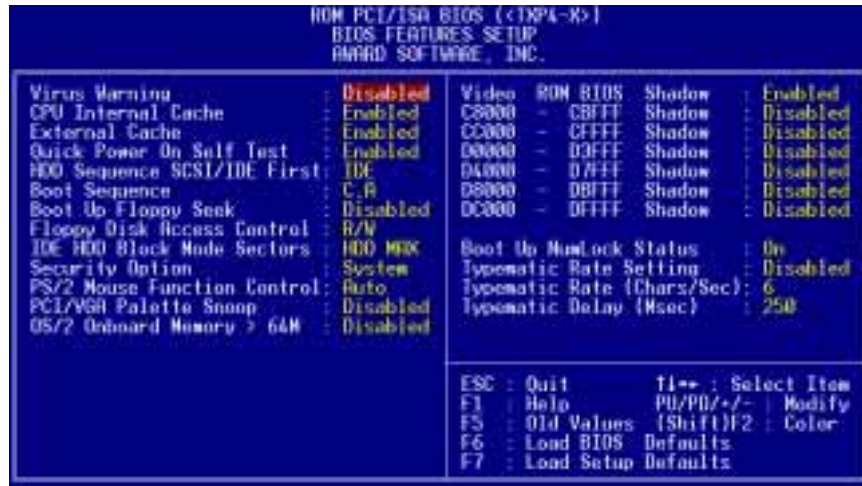 ROM PCI/ISA BIOS (<TXP4-X>)
BIOS FEATURES SETUP
AWARD SOFTWARE, INC.
Virus Warning : Disabled
CPU Internal Cache : Enabled
External Cache : Enabled
Quick Power On Self Test : Enabled
HDD Sequence SCSI/IDE First: IDE
Boot Sequence : C,A
Boot Up Floppy Seek : Disabled
Floppy Disk Access Control : R/W
IDE HDD Block Mode Sectors : HDD MAX
Security Option : System
PS/2 Mouse Function Control: Auto
PCI/VGA Palette Snoop : Disabled
OS/2 Onboard Memory > 64M : Disabled
Video ROM BIOS Shadow : Enabled
C8000 - CBFFF Shadow : Disabled
CC000 - CFFFF Shadow : Disabled
D0000 - D3FFF Shadow : Disabled
D4000 - D7FFF Shadow : Disabled
D8000 - DBFFF Shadow : Disabled
DC000 - DFFFF Shadow : Disabled
Boot Up NumLock Status : On
Typematic Rate Setting : Disabled
Typematic Rate (Chars/Sec): 6
Typematic Delay (Msec) : 250
ESC : Quit ↑↓→← : Select Item
F1 : Help PU/PD/+/- : Modify
F5 : Old Values (Shift)F2 : Color
F6 : Load BIOS Defaults
F7 : Load Setup Defaults